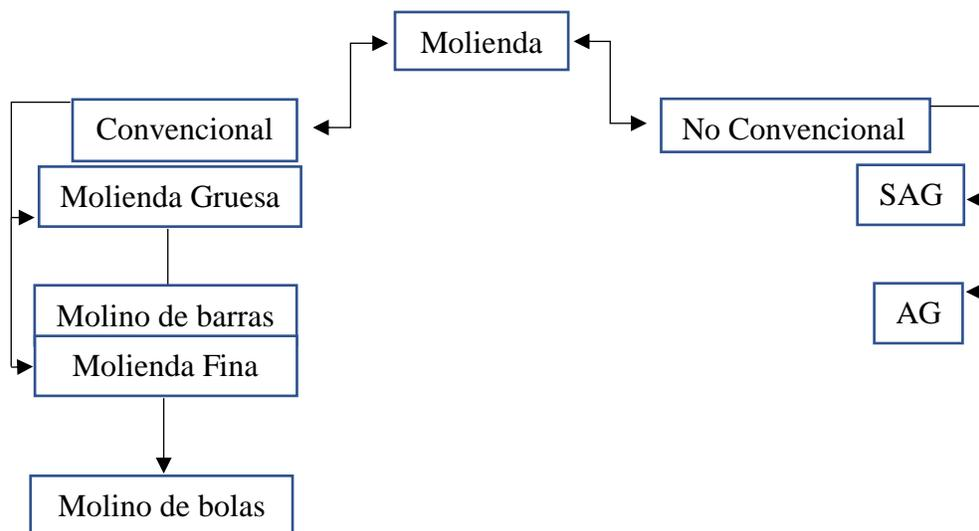 Molienda
Convencional
No Convencional
Molienda Gruesa
SAG
Molino de barras
AG
Molienda Fina
Molino de bolas